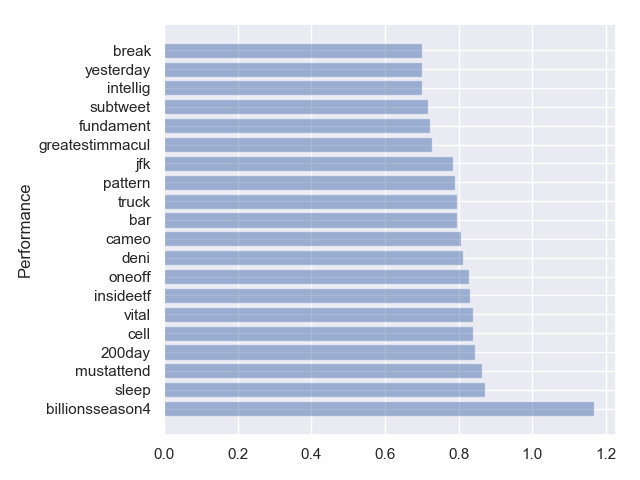 Performance
break
yesterday
intellig
subtweet
fundament
greatestimmacul
jfk
pattern
truck
bar
cameo
deni
oneoff
insideetf
vital
cell
200day
mustattend
sleep
billionsseason4
0.0 0.2 0.4 0.6 0.8 1.0 1.2